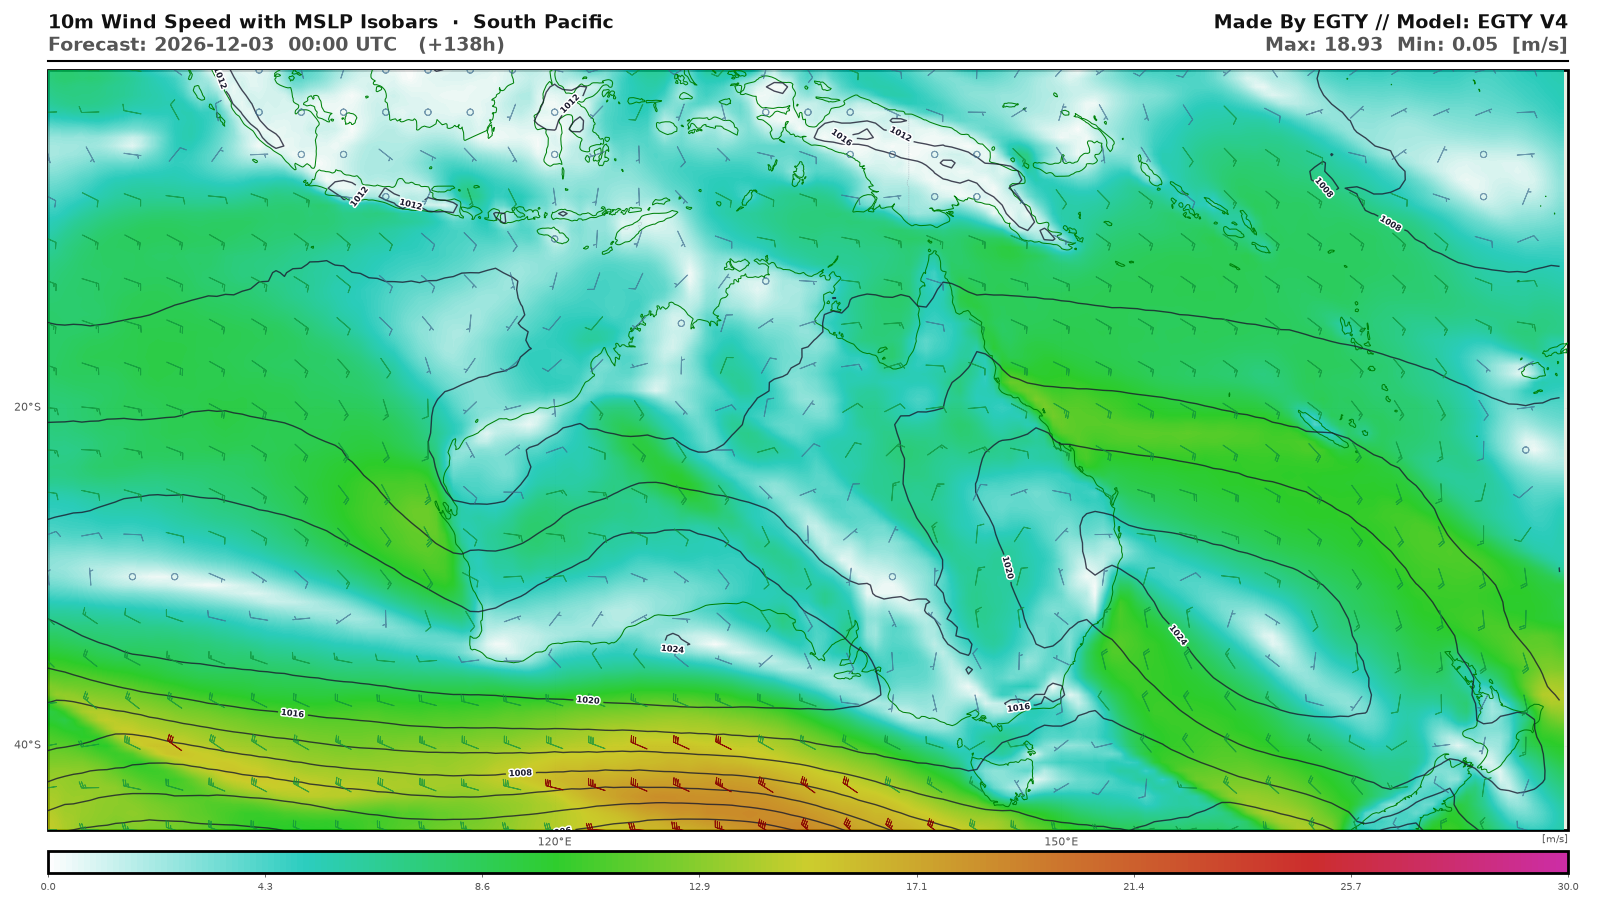 10m Wind Speed with MSLP Isobars · South Pacific
Made By EGTY // Model: EGTY V4
Forecast: 2026-12-03 00:00 UTC (+138h)
Max: 18.93 Min: 0.05 [m/s]
1012
1012
1016
1012
1012
1012
1008
1008
20°S
1020
1024
1024
1020
1016
1016
40°S
1008
120°E
150°E
[m/s]
0.0 4.3 8.6 12.9 17.1 21.4 25.7 30.0